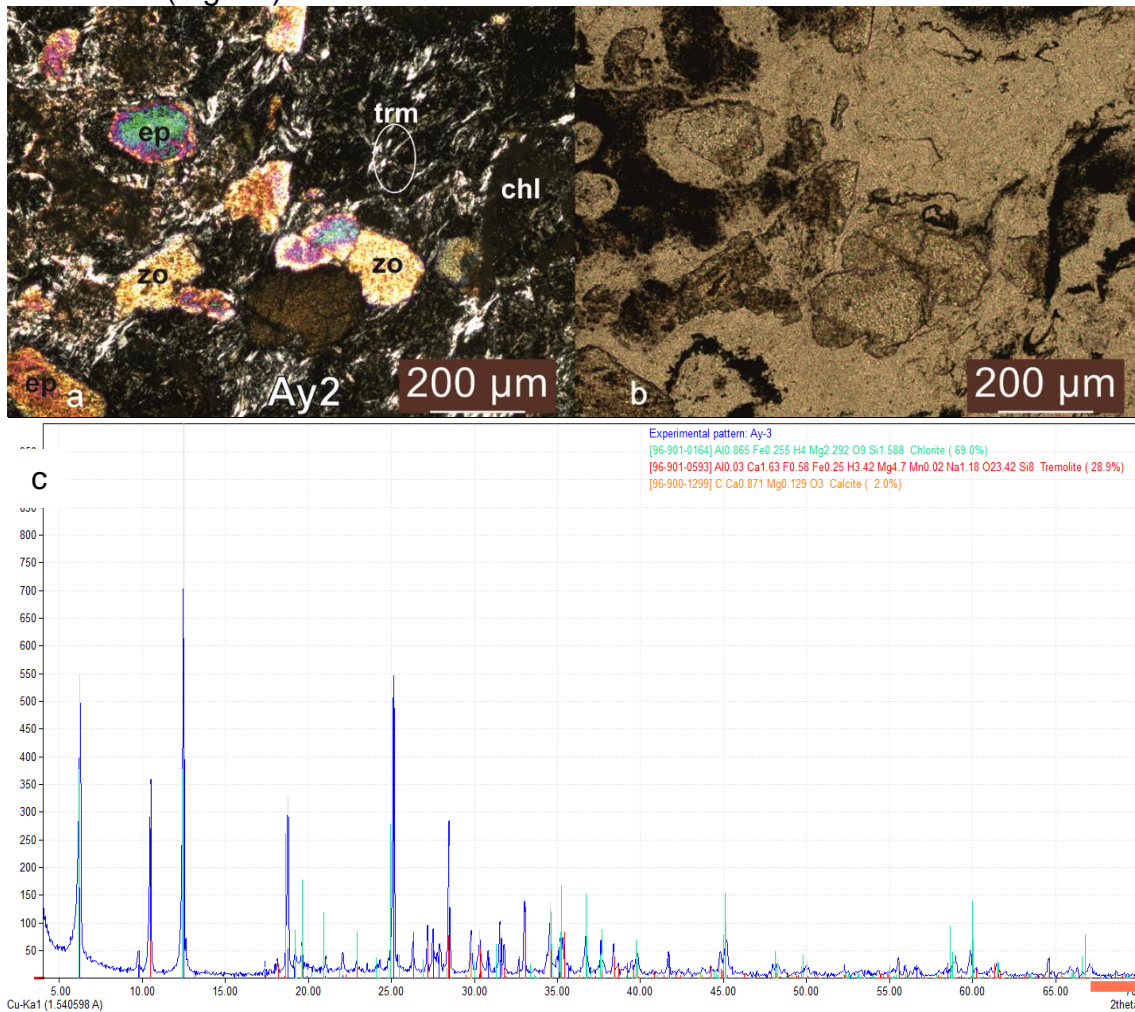 trm
ep
chl
zo
zo
ep
a
Ay2
200 µm
b
200 µm
c
Experimental pattern: Ay-3
[96-901-0164] Al0.865 Fe0.255 H4 Mg2.292 O9 Si1.588 Chlorite ( 69.0%)
[96-901-0593] Al0.03 Ca1.63 F0.58 Fe0.25 H3.42 Mg4.7 Mn0.02 Na1.18 O23.42 Si8 Tremolite ( 28.9%)
[96-900-1299] C Ca0.871 Mg0.129 O3 Calcite ( 2.0%)
850
800
750
700
650
600
550
500
450
400
350
300
250
200
150
100
50
5.00 10.00 15.00 20.00 25.00 30.00 35.00 40.00 45.00 50.00 55.00 60.00 65.00
Cu-Ka1 (1.540598 A)
2theta